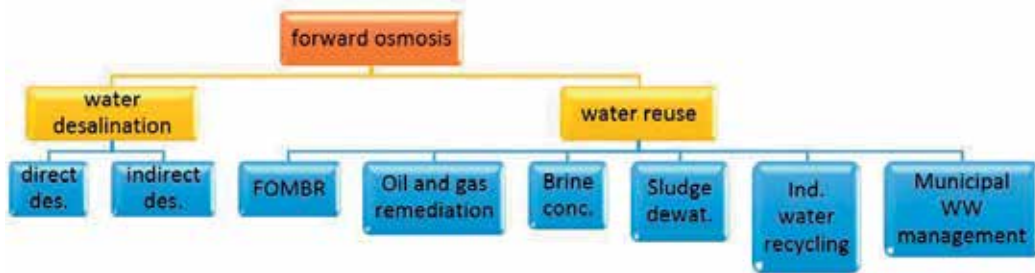 forward osmosis
water
desalination
water reuse
direct
des.
indirect
des.
FOMBR
Oil and gas
remediation
Brine
conc.
Sludge
dewat.
Ind.
water
recycling
Municipal
WW
management